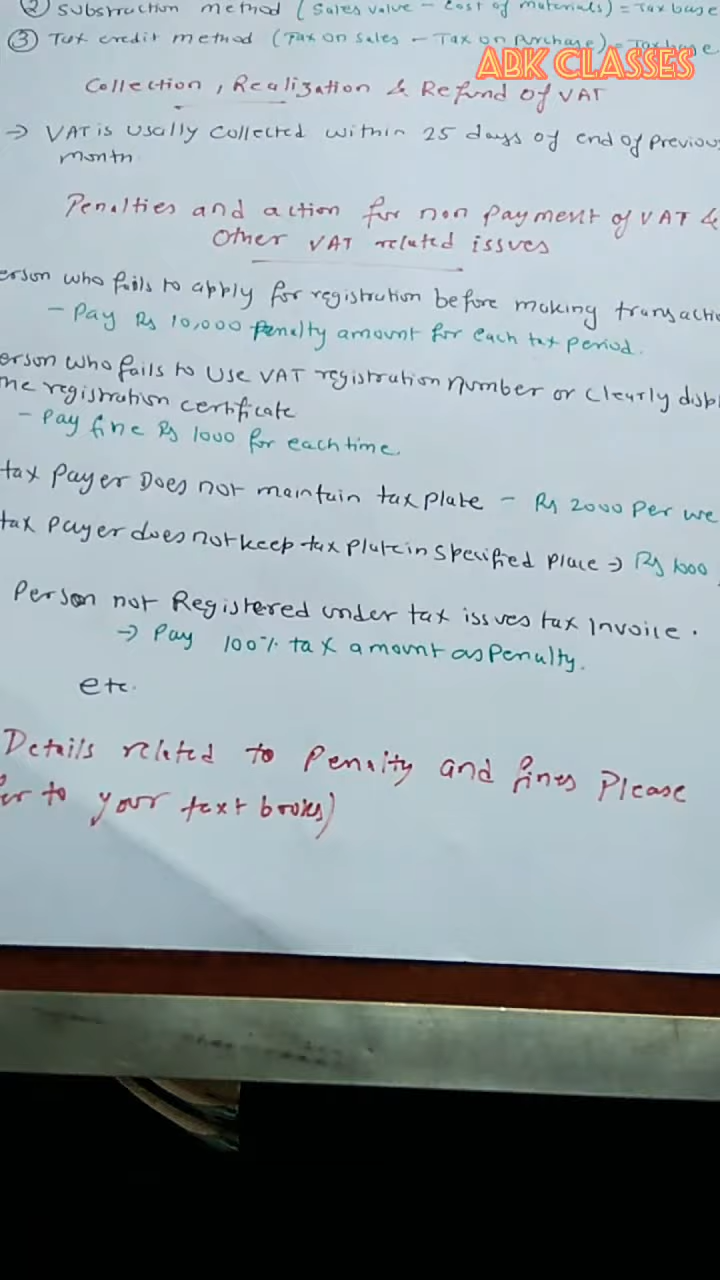 ② Substraction method (Sales value - Cost of materials) = Tax base
③ Tax credit method (Tax on sales - Tax on Purchase) = Tax base
ABK CLASSES
Collection, Realization & Refund of VAT
→ VAT is Usally Collected within 25 days of end of previous
month
Penalties and action for non payment of VAT &
Other VAT related issues
erson who fails to apply for registration before making transactio
- Pay Rs 10,000 Penalty amount for each tax period.
erson who fails to Use VAT registration number or clearly displ
he registration certificate
- Pay fine Rs 1000 for each time.
tax Payer Does not maintain tax plate - Rs 2000 Per we
tax payer does not keep tax plate in Specified place → Rs 1000
Person not Registered under tax issues tax Invoice.
→ Pay 100% tax amount as Penalty.
etc.
Details related to Penalty and fines Please
er to your text books)